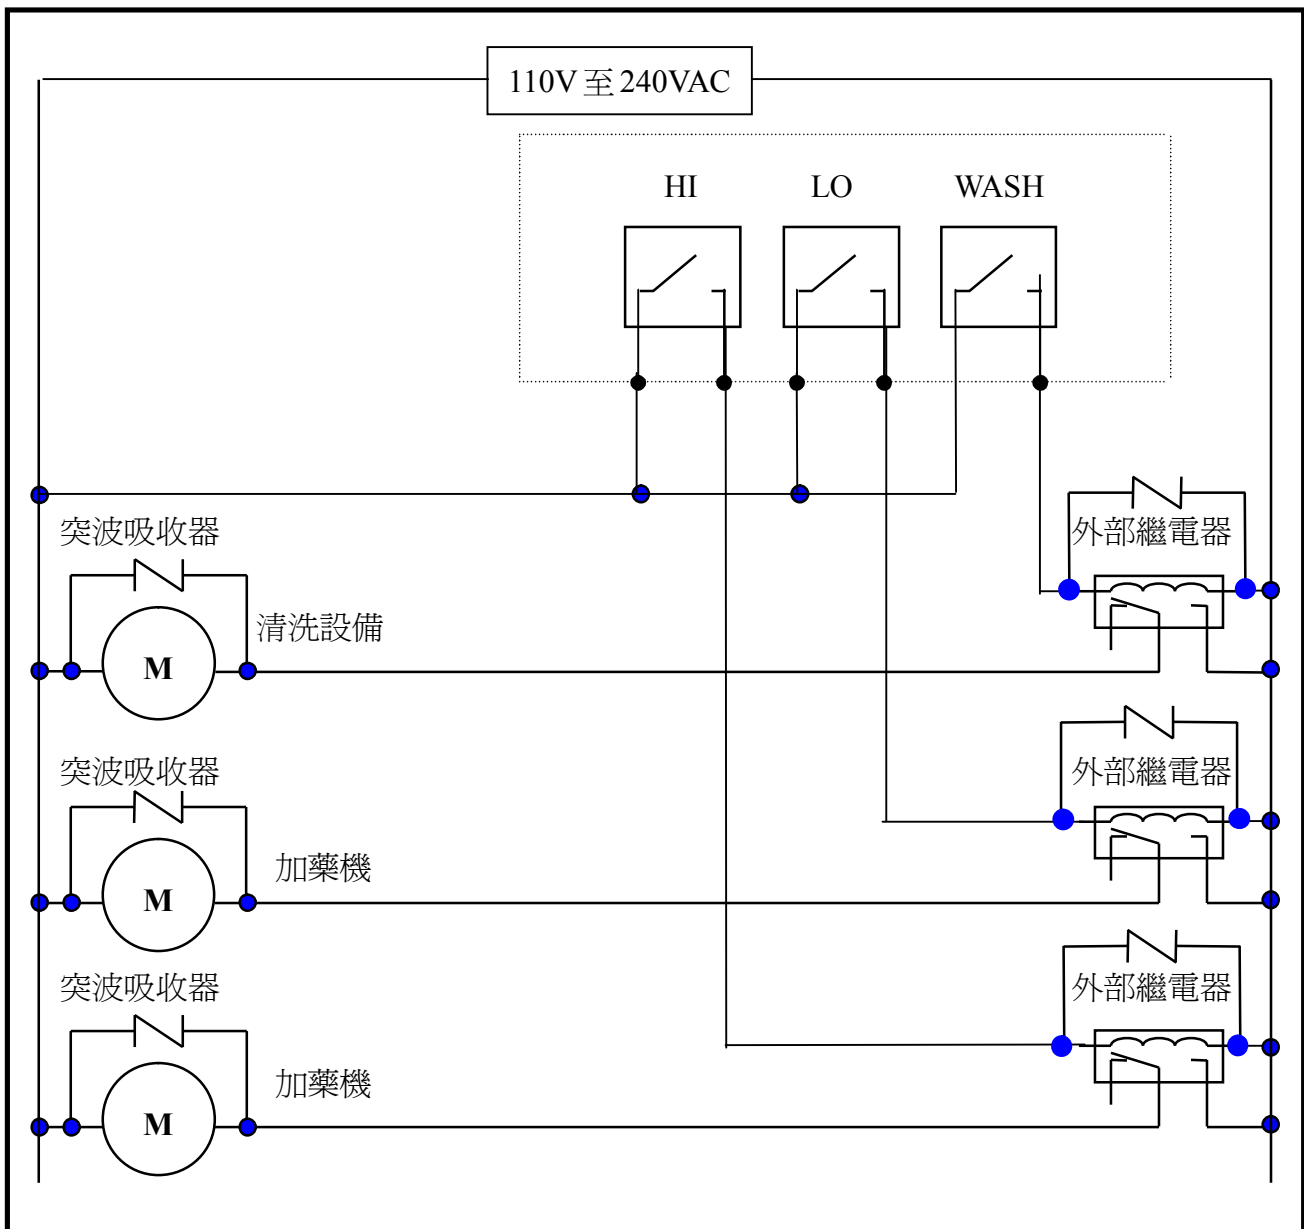 110V 至 240VAC
HI LO WASH
突波吸收器
外部繼電器
清洗設備
M
突波吸收器
外部繼電器
加藥機
M
突波吸收器
外部繼電器
加藥機
M